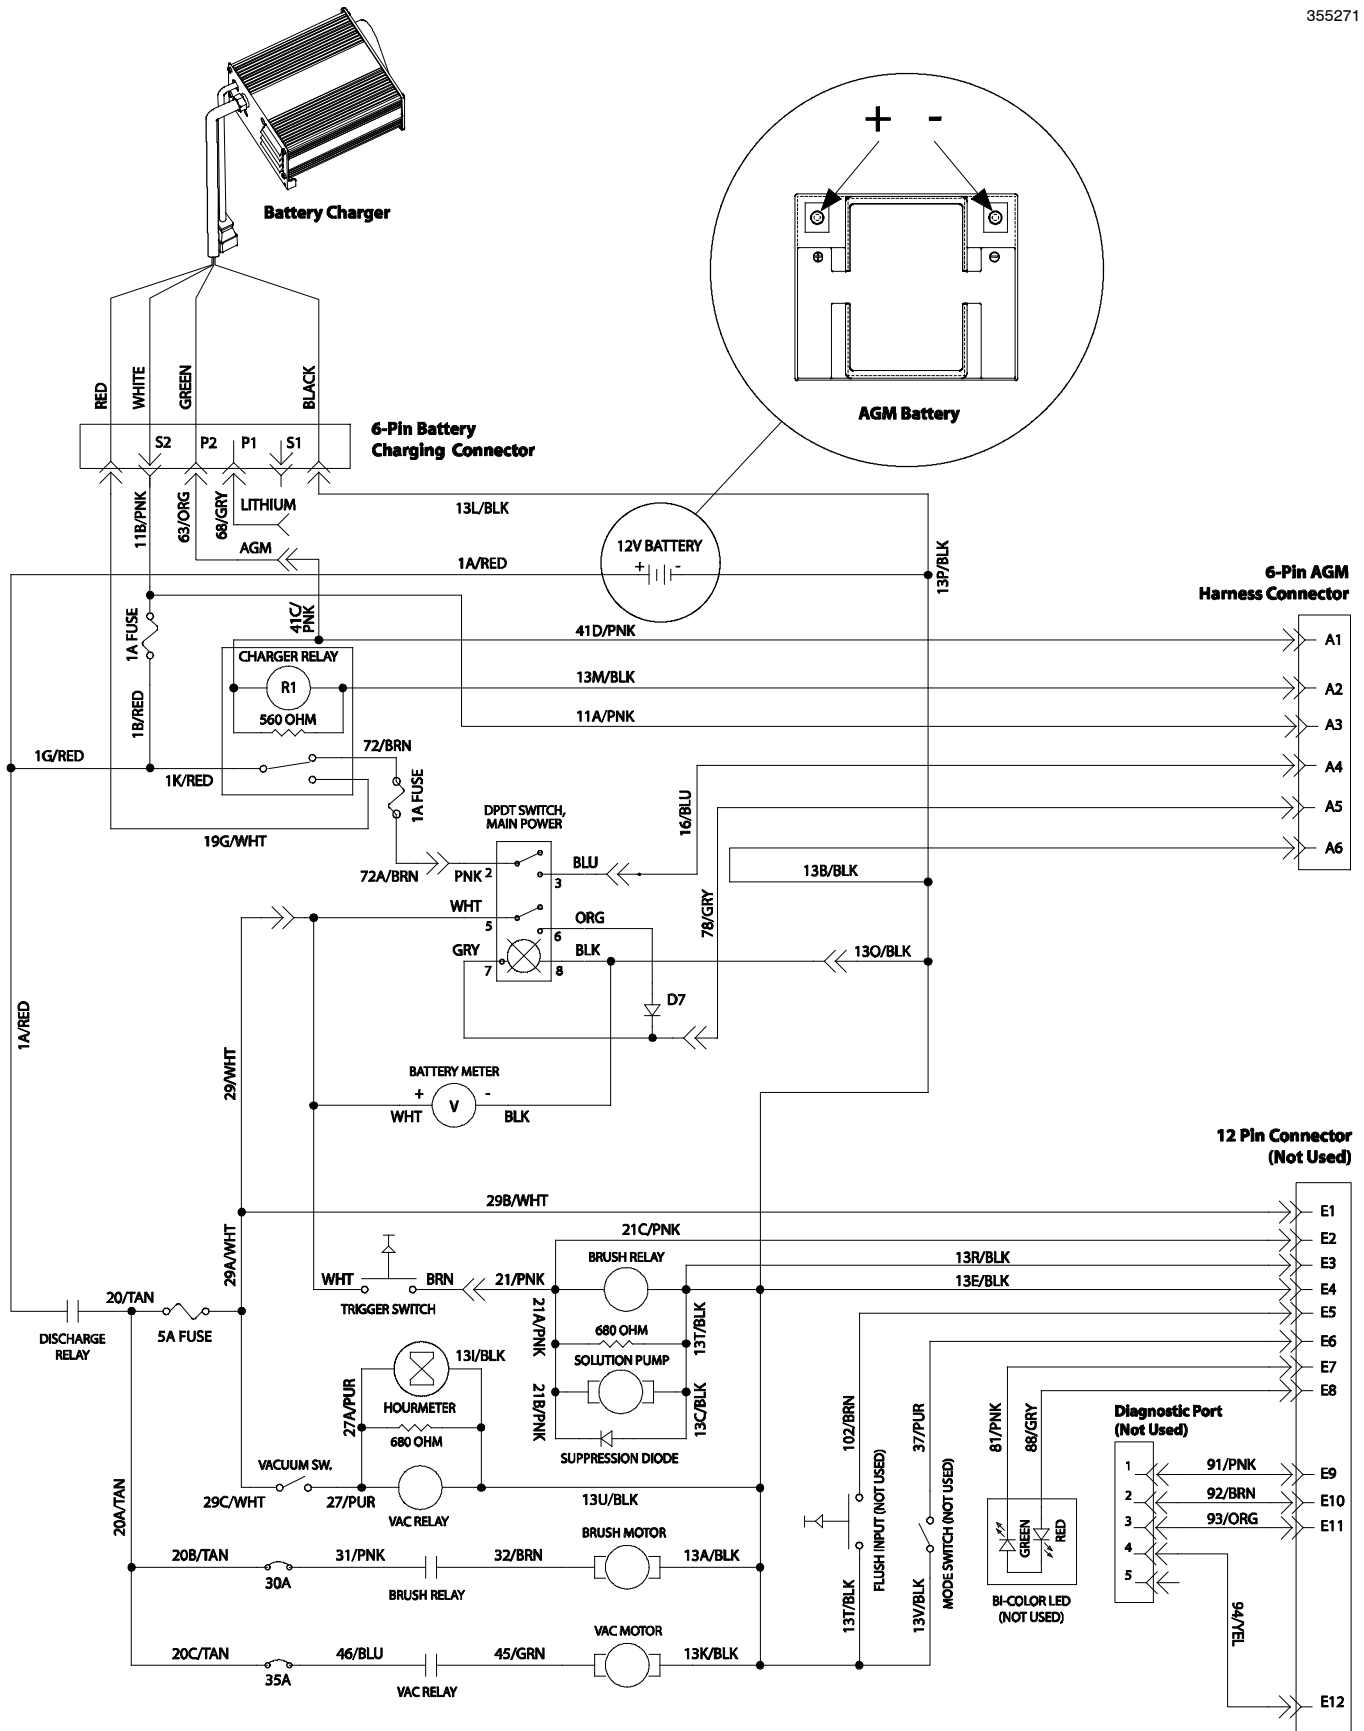 355271
Battery Charger
+ -
AGM Battery
RED
WHITE
GREEN
BLACK
6-Pin Battery
Charging Connector
S2
P2
P1
S1
11B/PNK
63/ORG
68/GRY
LITHIUM
AGM
13L/BLK
1A/RED
12V BATTERY
+ -
13P/BLK
6-Pin AGM
Harness Connector
1A FUSE
41C/
PNK
41D/PNK
A1
CHARGER RELAY
R1
560 OHM
13M/BLK
A2
11A/PNK
A3
1B/RED
1G/RED
1K/RED
72/BRN
A4
1A FUSE
16/BLU
A5
19G/WHT
DPDT SWITCH,
MAIN POWER
A6
72A/BRN
PNK
2
3
BLU
13B/BLK
78/GRY
WHT
5
6
ORG
GRY
7
8
BLK
13O/BLK
D7
1A/RED
29/WHT
BATTERY METER
+ -
V
WHT
BLK
12 Pin Connector
(Not Used)
29B/WHT
E1
21C/PNK
E2
29A/WHT
BRUSH RELAY
13R/BLK
E3
WHT
BRN
21/PNK
13E/BLK
E4
TRIGGER SWITCH
E5
20/TAN
5A FUSE
DISCHARGE
RELAY
21A/PNK
680 OHM
13T/BLK
E6
SOLUTION PUMP
E7
13I/BLK
27A/PUR
HOURMETER
680 OHM
21B/PNK
13C/BLK
E8
SUPPRESSION DIODE
102/BRN
37/PUR
81/PNK
88/GRY
Diagnostic Port
(Not Used)
VACUUM SW.
29C/WHT
27/PUR
VAC RELAY
13U/BLK
1
91/PNK
E9
2
92/BRN
E10
3
93/ORG
E11
4
5
20A/TAN
FLUSH INPUT (NOT USED)
MODE SWITCH (NOT USED)
GREEN
RED
BI-COLOR LED
(NOT USED)
BRUSH MOTOR
20B/TAN
30A
31/PNK
BRUSH RELAY
32/BRN
13A/BLK
13T/BLK
13V/BLK
94/YEL
VAC MOTOR
20C/TAN
35A
46/BLU
VAC RELAY
45/GRN
13K/BLK
E12